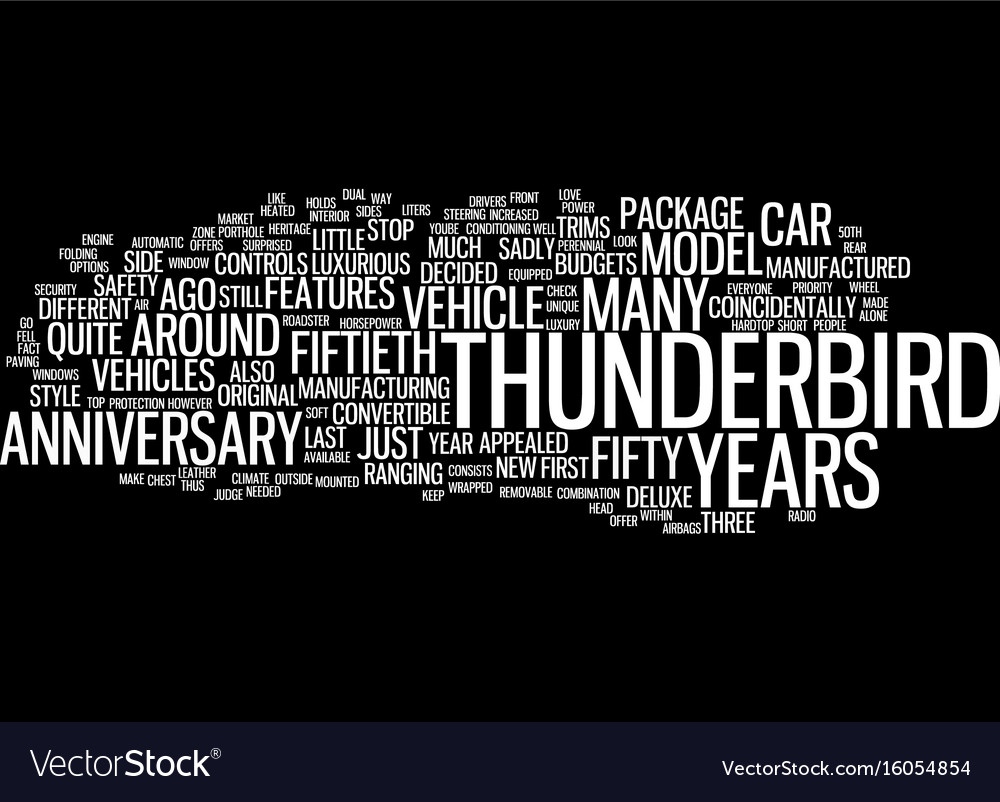 LIKE
HEATED
HOLDS
INTERIOR
DUAL
WAY
SIDES
LITERS
DRIVERS
FRONT
STEERING
INCREASED
LOVE
POWER
MARKET
ZONE
PORTHOLE
HERITAGE
OFFERS
SURPRISED
LITTLE
STOP
YOUBE
CONDITIONING
WELL
TRIMS
PACKAGE
CAR
50TH
REAR
ENGINE
FOLDING
OPTIONS
AUTOMATIC
SIDE
WINDOW
CONTROLS
LUXURIOUS
MUCH
DECIDED
SADLY
PERENNIAL
LOOK
EQUIPPED
BUDGETS
MODEL
MANUFACTURED
SECURITY
SAFETY
DIFFERENT
AIR
AGO
STILL
FEATURES
VEHICLE
CHECK
UNIQUE
LUXURY
MANY
EVERYONE
PRIORITY
WHEEL
COINCIDENTALLY
MADE
ALONE
HARDTOP
SHORT
PEOPLE
GO
FELL
FACT
PAVING
QUITE
AROUND
ROADSTER
HORSEPOWER
FIFTIETH
THUNDERBIRD
WINDOWS
VEHICLES
ALSO
MANUFACTURING
STYLE
TOP
PROTECTION
HOWEVER
ORIGINAL
SOFT
CONVERTIBLE
ANNIVERSARY
LAST
AVAILABLE
JUST
YEAR
APPEALED
FIFTY
YEARS
MAKE
CHEST
LEATHER
THUS
JUDGE
CLIMATE
NEEDED
OUTSIDE
MOUNTED
RANGING
CONSISTS
NEW
FIRST
KEEP
WRAPPED
REMOVABLE
COMBINATION
DELUXE
HEAD
OFFER
WITHIN
AIRBAGS
THREE
RADIO
VectorStock®
VectorStock.com/16054854